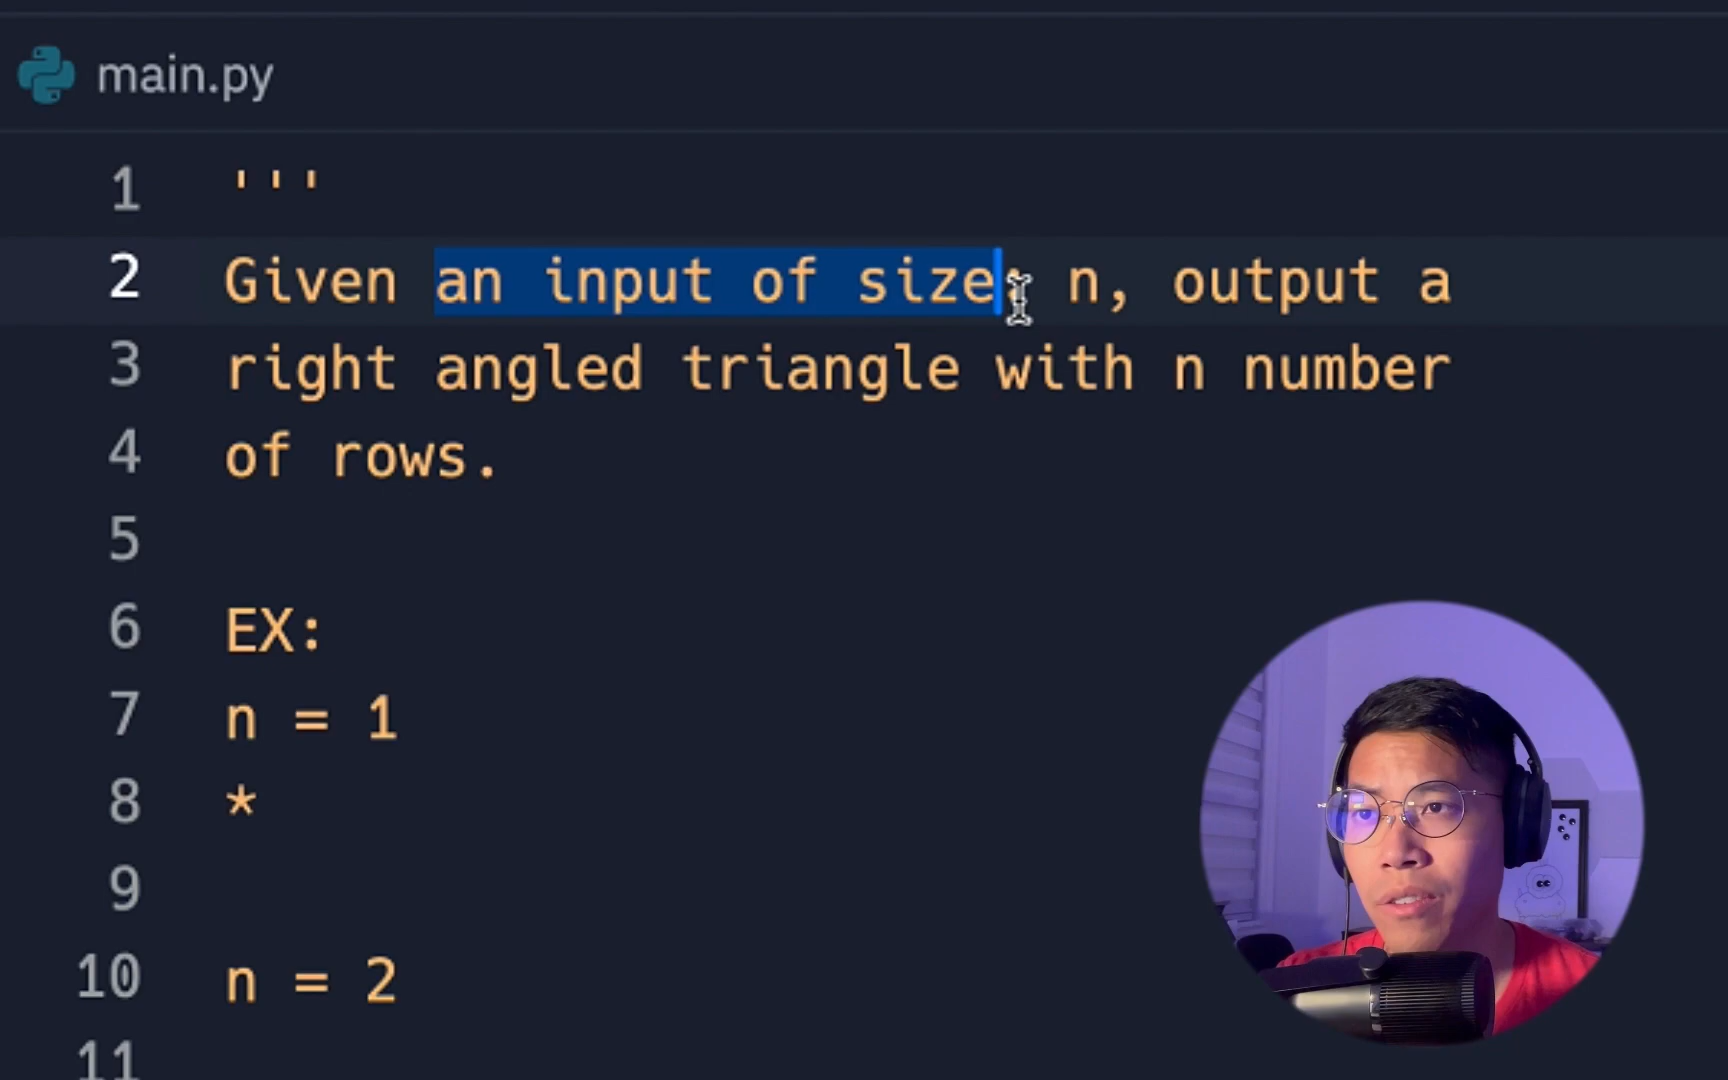 main.py
1 '''
2 Given an input of size n, output a
3 right angled triangle with n number
4 of rows.
5
6 EX:
7 n = 1
8 *
9
10 n = 2
11